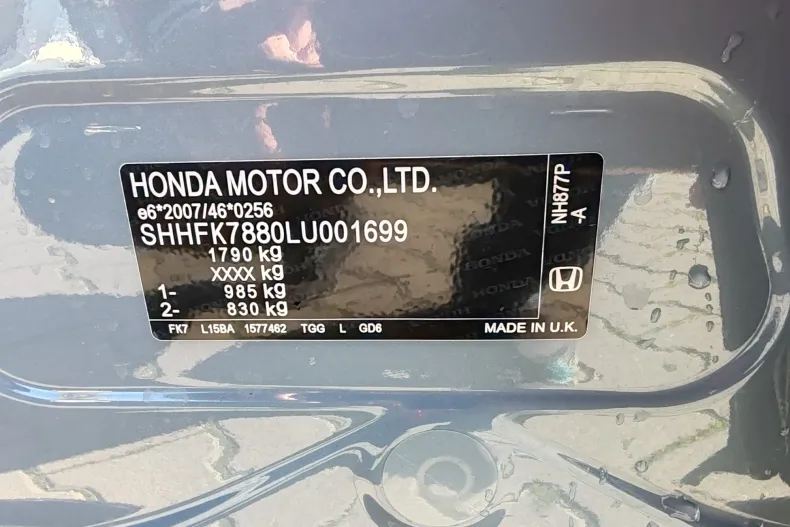 HONDA MOTOR CO.,LTD.
e6*2007/46*0256
SHHFK7880LU001699
1790 kg
XXXX kg
1- 985 kg
2- 830 kg
FK7 L15BA 1577462 TGG L GD6
MADE IN U.K.
NH877P
-A